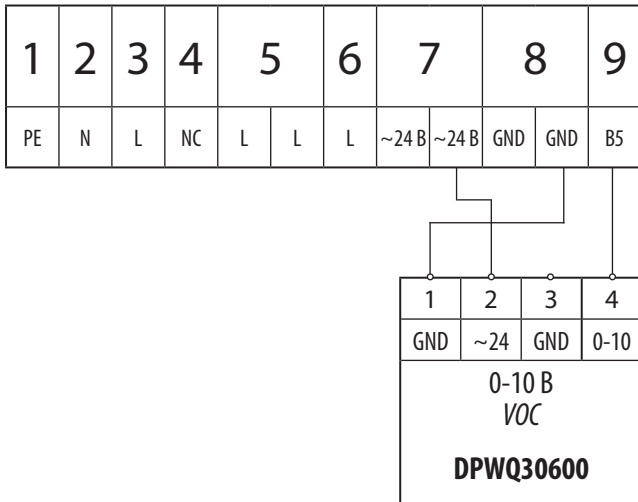 1 2 3 4 5 6 7 8 9
PE N L NC L L L ~24 В ~24 В GND GND B5
1 2 3 4
GND ~24 GND 0-10
0-10 В
VOC
DPWQ30600